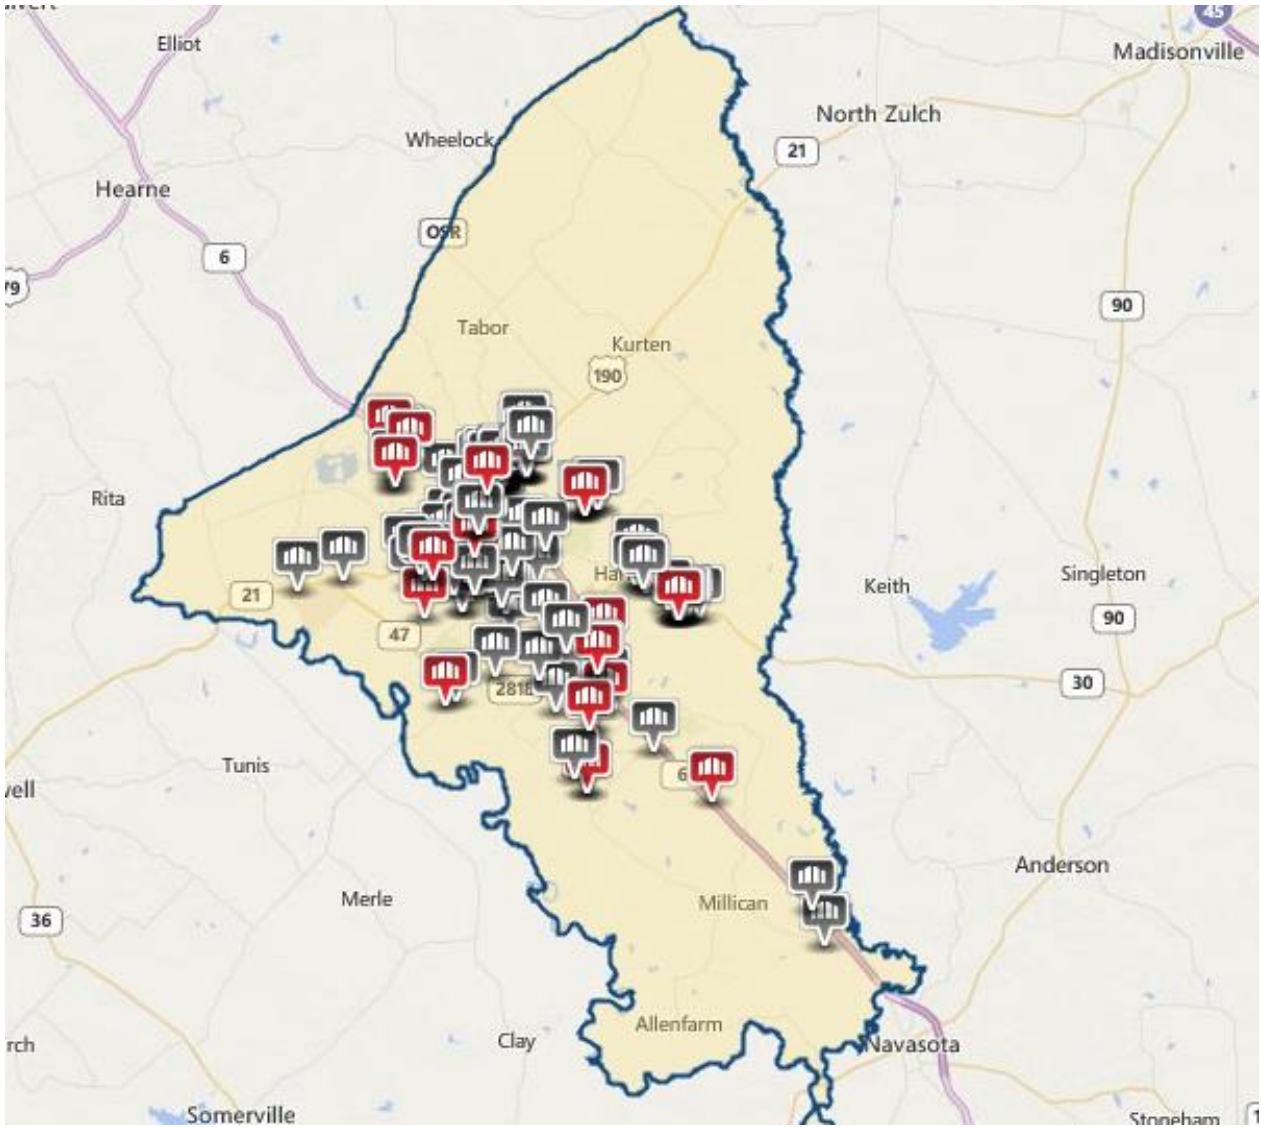 45
Elliot
Madisonville
North Zulch
Wheelock
21
Hearne
OSR
6
79
90
Tabor
Kurten
190
Rita
Keith
Singleton
21
90
47
30
2818
Tunis
6
Anderson
Merle
Millican
36
Allenfarm
Clay
Navasota
Somerville
Stoneham